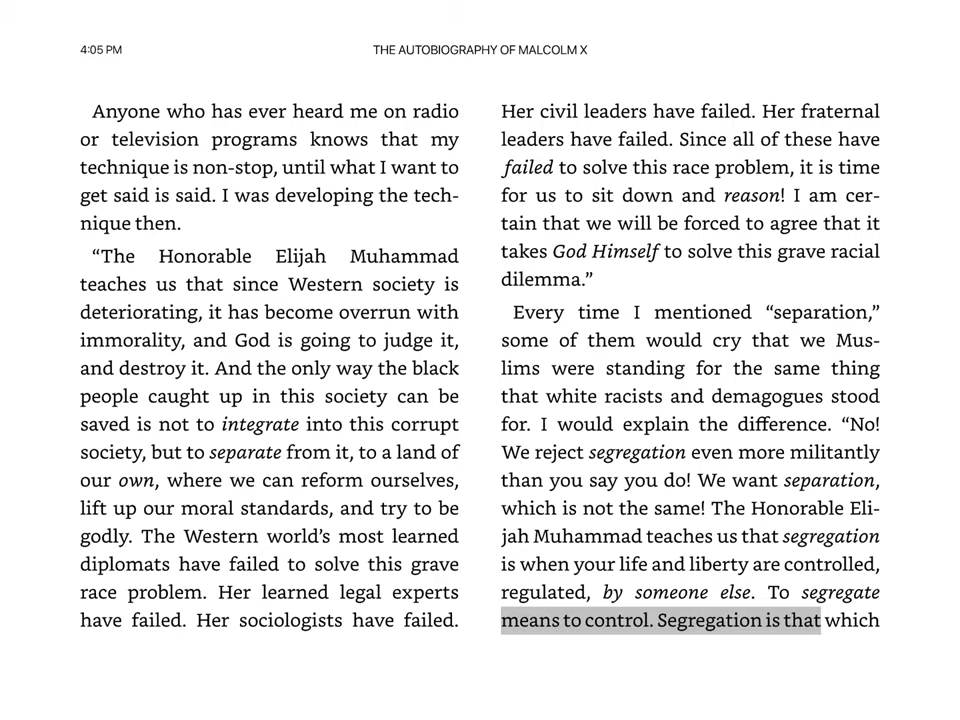 4:05 PM
THE AUTOBIOGRAPHY OF MALCOLM X
Anyone who has ever heard me on radio
or television programs knows that my
technique is non-stop, until what I want to
get said is said. I was developing the tech-
nique then.
“The Honorable Elijah Muhammad
teaches us that since Western society is
deteriorating, it has become overrun with
immorality, and God is going to judge it,
and destroy it. And the only way the black
people caught up in this society can be
saved is not to integrate into this corrupt
society, but to separate from it, to a land of
our own, where we can reform ourselves,
lift up our moral standards, and try to be
godly. The Western world’s most learned
diplomats have failed to solve this grave
race problem. Her learned legal experts
have failed. Her sociologists have failed.
Her civil leaders have failed. Her fraternal
leaders have failed. Since all of these have
failed to solve this race problem, it is time
for us to sit down and reason! I am cer-
tain that we will be forced to agree that it
takes God Himself to solve this grave racial
dilemma.”
Every time I mentioned “separation,”
some of them would cry that we Mus-
lims were standing for the same thing
that white racists and demagogues stood
for. I would explain the difference. “No!
We reject segregation even more militantly
than you say you do! We want separation,
which is not the same! The Honorable Eli-
jah Muhammad teaches us that segregation
is when your life and liberty are controlled,
regulated, by someone else. To segregate
means to control. Segregation is that which